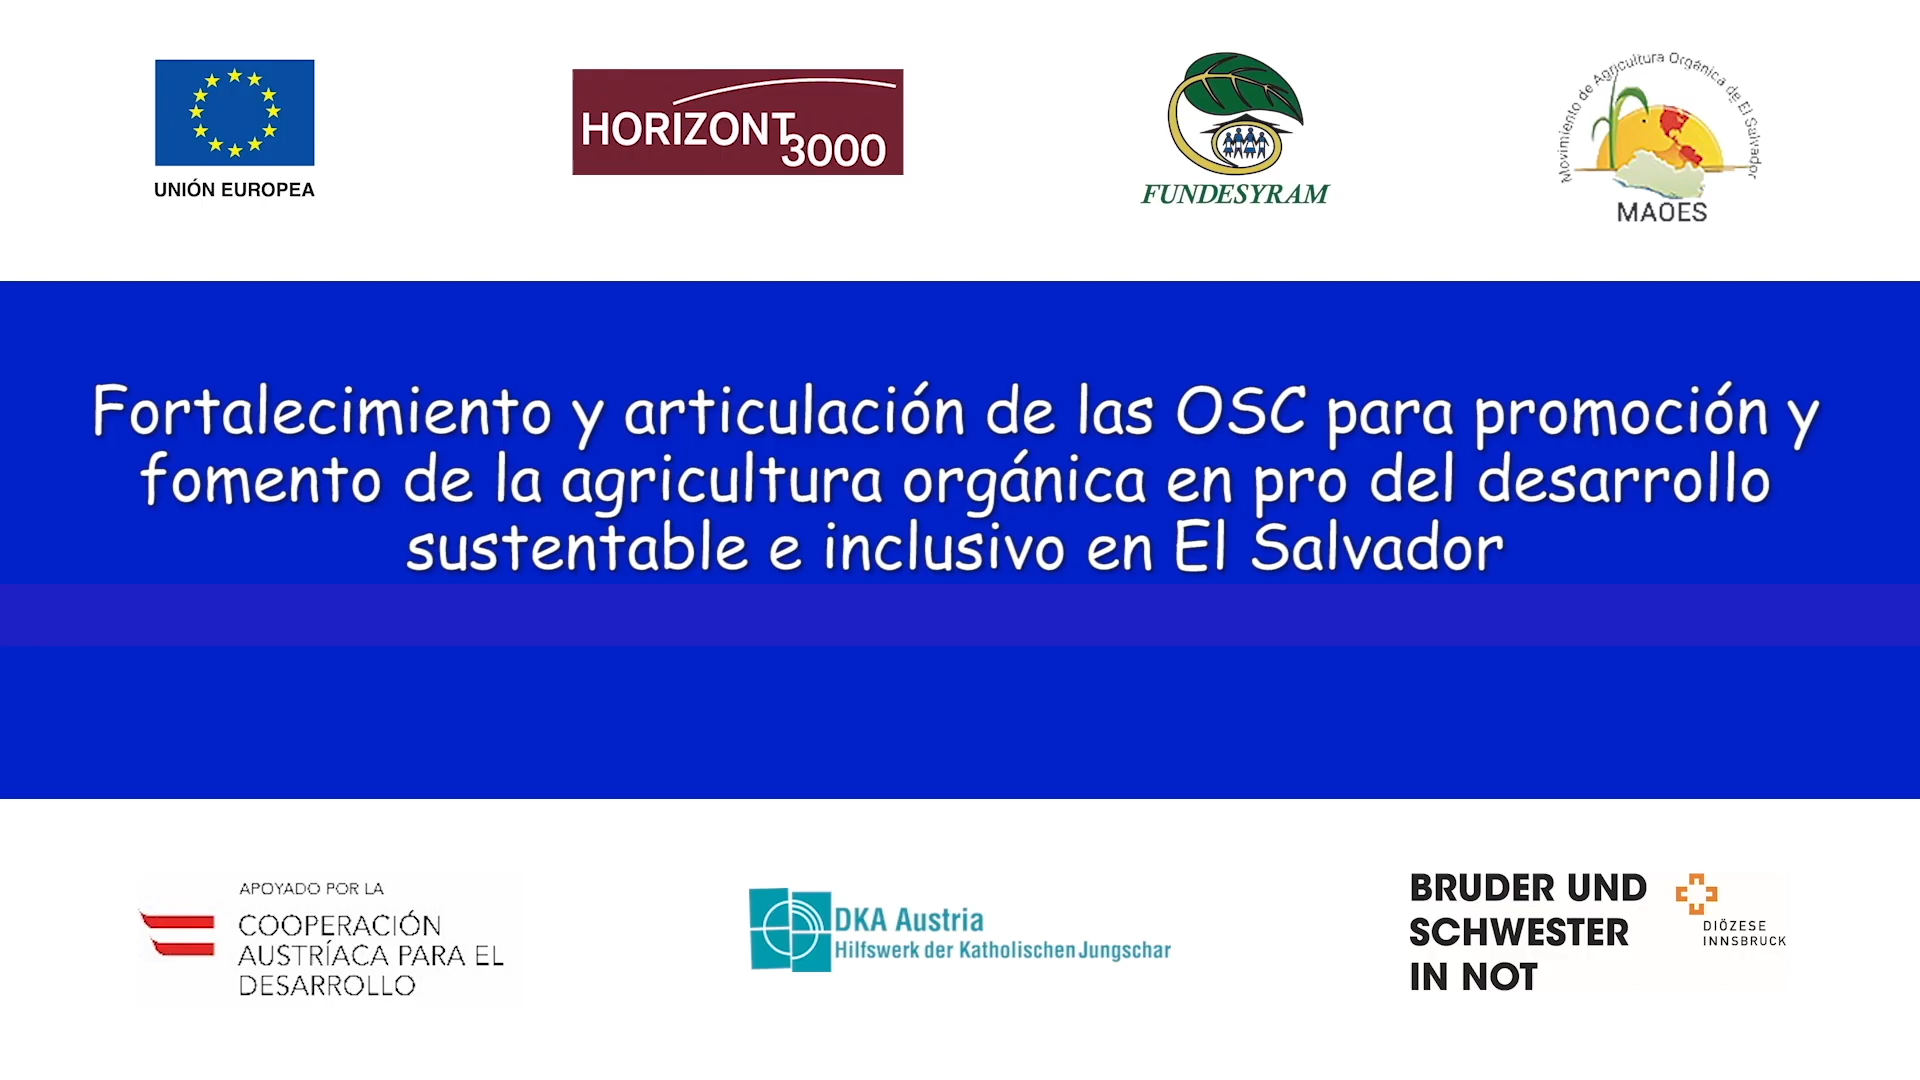 UNIÓN EUROPEA
HORIZONT
3000
FUNDESYRAM
Movimiento de Agricultura Orgánica de El Salvador
MAOES
Fortalecimiento y articulación de las OSC para promoción y
fomento de la agricultura orgánica en pro del desarrollo
sustentable e inclusivo en El Salvador
APOYADO POR LA
COOPERACIÓN
AUSTRÍACA PARA EL
DESARROLLO
DKA Austria
Hilfswerk der Katholischen Jungschar
BRUDER UND
SCHWESTER
IN NOT
DIÖZESE
INNSBRUCK